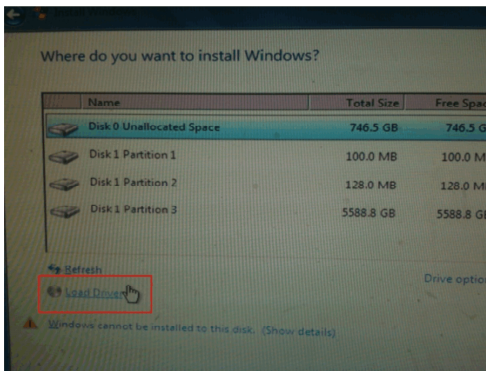 Install Windows
Where do you want to install Windows?
Name Total Size Free Spac
Disk 0 Unallocated Space 746.5 GB 746.5 G
Disk 1 Partition 1 100.0 MB 100.0 M
Disk 1 Partition 2 128.0 MB 128.0 M
Disk 1 Partition 3 5588.8 GB 5588.8 GB
Refresh
Load Driver
Drive optio
Windows cannot be installed to this disk. (Show details)